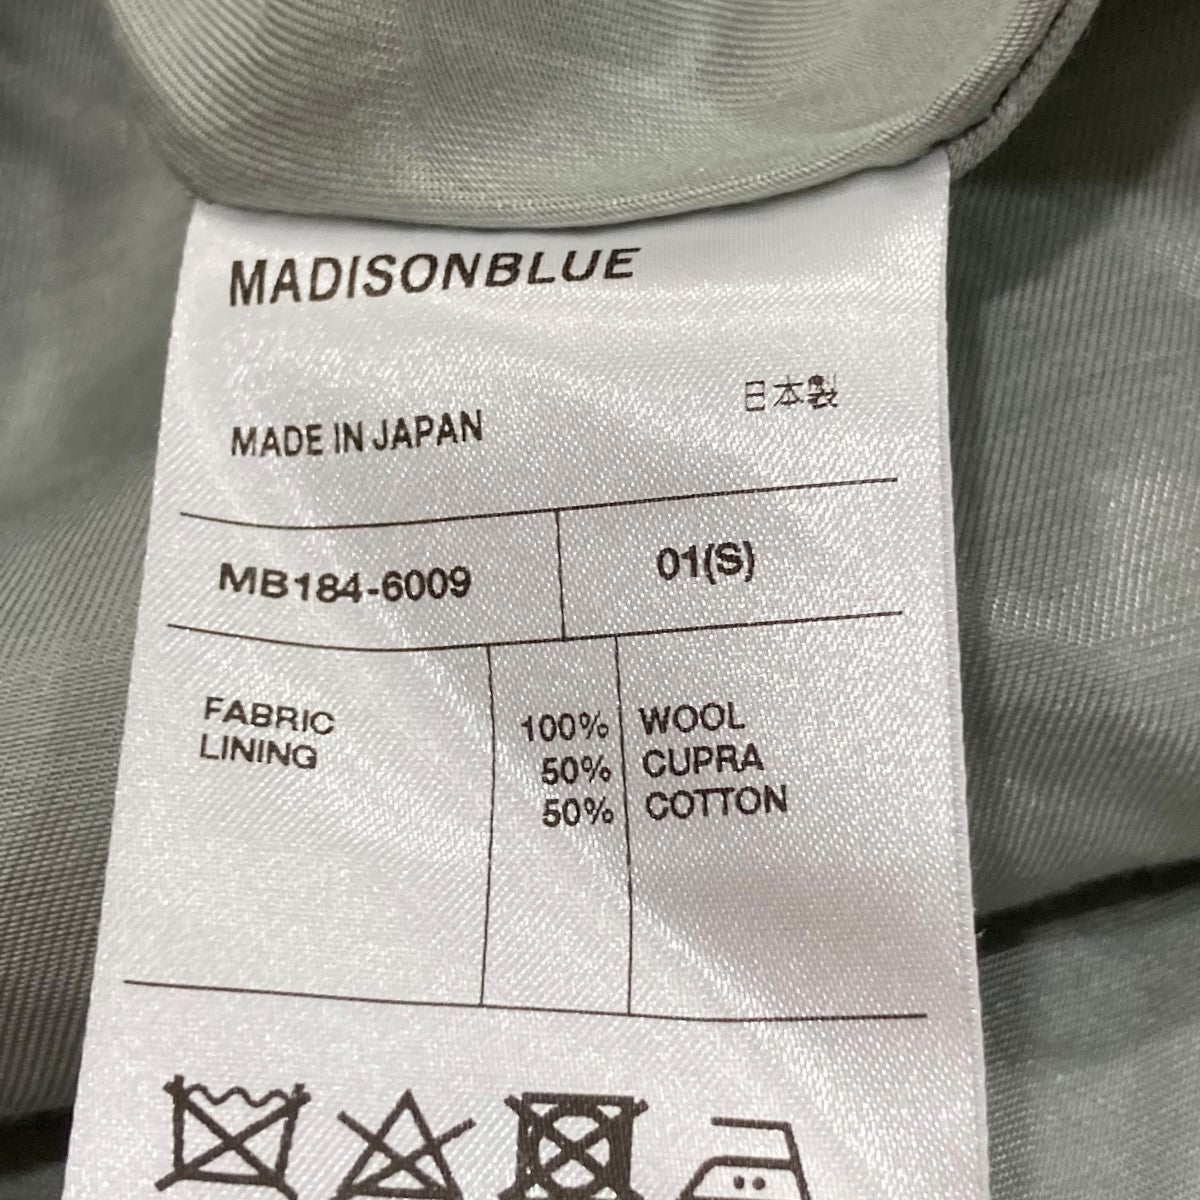 MADISONBLUE
日本製
MADE IN JAPAN
MB184-6009 01(S)
FABRIC 100% WOOL
LINING 50% CUPRA
50% COTTON